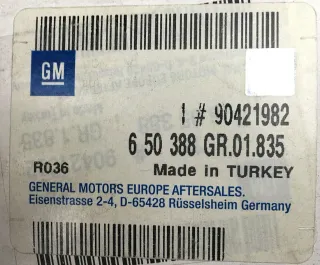 GM
1 # 90421982
6 50 388 GR.01.835
R036 Made in TURKEY
GENERAL MOTORS EUROPE AFTERSALES.
Eisenstrasse 2-4, D-65428 Rüsselsheim Germany